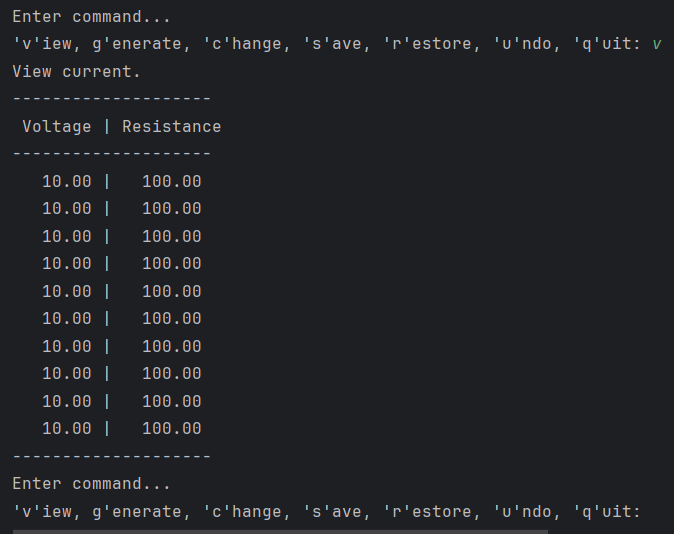 Enter command...
'v'iew, g'enerate, 'c'hange, 's'ave, 'r'estore, 'u'ndo, 'q'uit: v
View current.
--------------------
 Voltage | Resistance
--------------------
   10.00 |   100.00
   10.00 |   100.00
   10.00 |   100.00
   10.00 |   100.00
   10.00 |   100.00
   10.00 |   100.00
   10.00 |   100.00
   10.00 |   100.00
   10.00 |   100.00
   10.00 |   100.00
--------------------
Enter command...
'v'iew, g'enerate, 'c'hange, 's'ave, 'r'estore, 'u'ndo, 'q'uit: